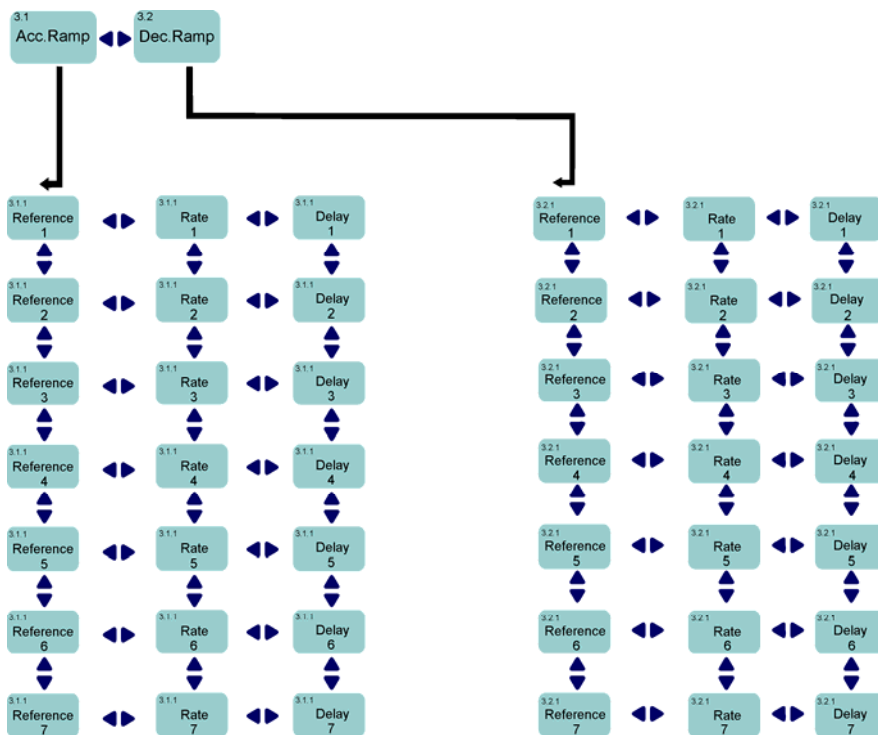 3.1
Acc.Ramp
3.2
Dec.Ramp
3.1.1
Reference
1
3.1.1
Rate
1
3.1.1
Delay
1
3.2.1
Reference
1
3.2.1
Rate
1
3.2.1
Delay
1
3.1.1
Reference
2
3.1.1
Rate
2
3.1.1
Delay
2
3.2.1
Reference
2
3.2.1
Rate
2
3.2.1
Delay
2
3.1.1
Reference
3
3.1.1
Rate
3
3.1.1
Delay
3
3.2.1
Reference
3
3.2.1
Rate
3
3.2.1
Delay
3
3.1.1
Reference
4
3.1.1
Rate
4
3.1.1
Delay
4
3.2.1
Reference
4
3.2.1
Rate
4
3.2.1
Delay
4
3.1.1
Reference
5
3.1.1
Rate
5
3.1.1
Delay
5
3.2.1
Reference
5
3.2.1
Rate
5
3.2.1
Delay
5
3.1.1
Reference
6
3.1.1
Rate
6
3.1.1
Delay
6
3.2.1
Reference
6
3.2.1
Rate
6
3.2.1
Delay
6
3.1.1
Reference
7
3.1.1
Rate
7
3.1.1
Delay
7
3.2.1
Reference
7
3.2.1
Rate
7
3.2.1
Delay
7